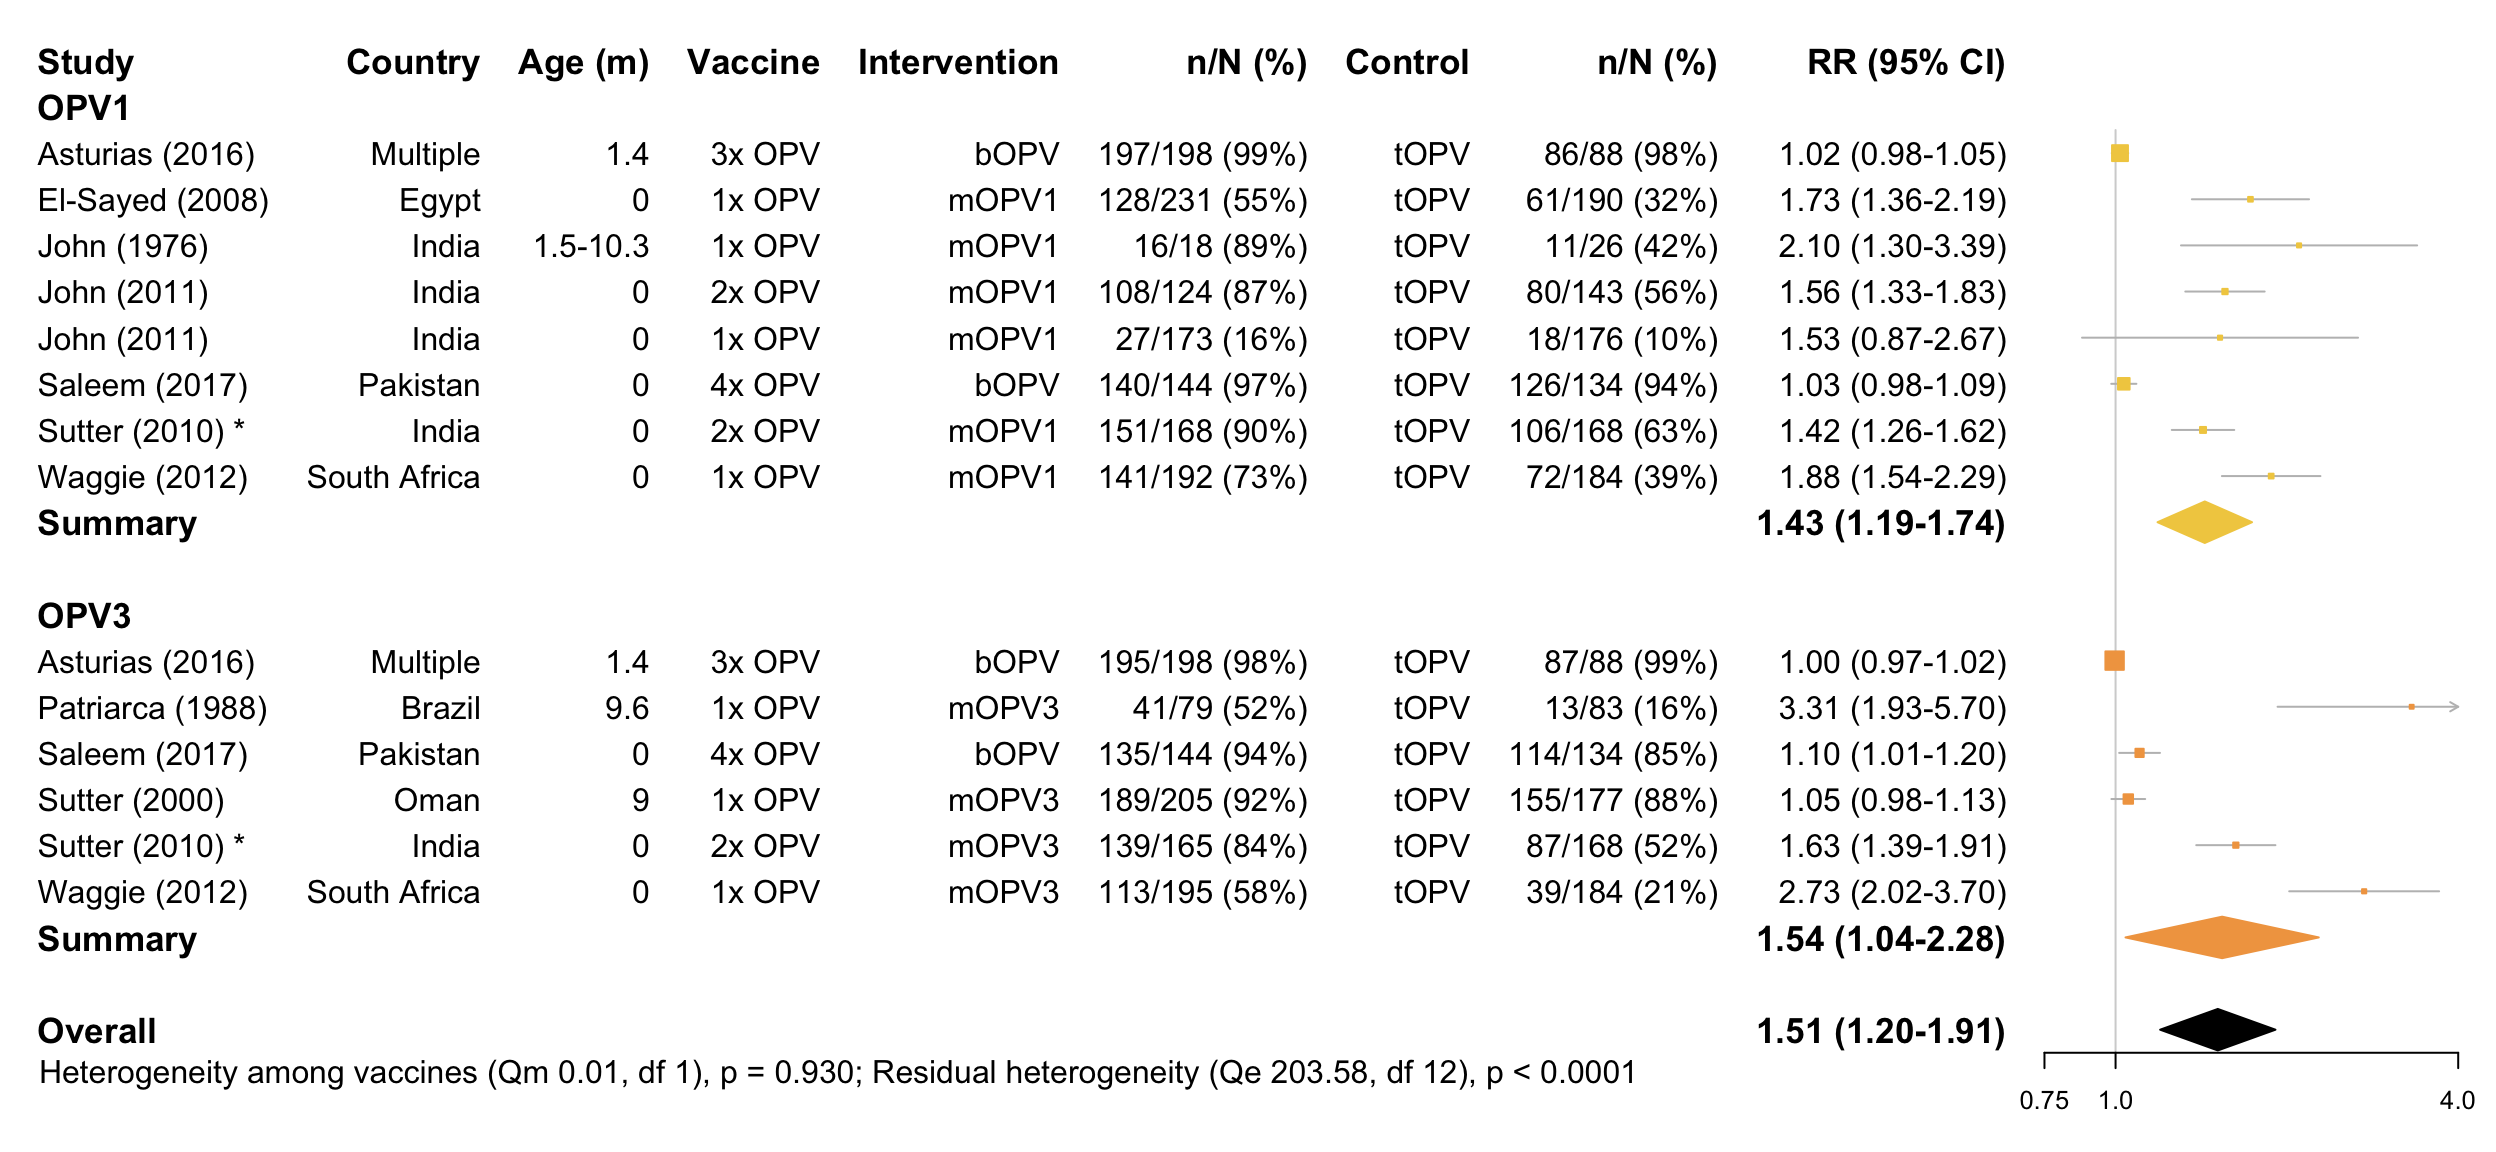 Study Country Age (m) Vaccine Intervention n/N (%) Control n/N (%) RR (95% CI)
OPV1
Asturias (2016) Multiple 1.4 3x OPV bOPV 197/198 (99%) tOPV 86/88 (98%) 1.02 (0.98-1.05)
El-Sayed (2008) Egypt 0 1x OPV mOPV1 128/231 (55%) tOPV 61/190 (32%) 1.73 (1.36-2.19)
John (1976) India 1.5-10.3 1x OPV mOPV1 16/18 (89%) tOPV 11/26 (42%) 2.10 (1.30-3.39)
John (2011) India 0 2x OPV mOPV1 108/124 (87%) tOPV 80/143 (56%) 1.56 (1.33-1.83)
John (2011) India 0 1x OPV mOPV1 27/173 (16%) tOPV 18/176 (10%) 1.53 (0.87-2.67)
Saleem (2017) Pakistan 0 4x OPV bOPV 140/144 (97%) tOPV 126/134 (94%) 1.03 (0.98-1.09)
Sutter (2010) * India 0 2x OPV mOPV1 151/168 (90%) tOPV 106/168 (63%) 1.42 (1.26-1.62)
Waggie (2012) South Africa 0 1x OPV mOPV1 141/192 (73%) tOPV 72/184 (39%) 1.88 (1.54-2.29)
Summary 1.43 (1.19-1.74)
OPV3
Asturias (2016) Multiple 1.4 3x OPV bOPV 195/198 (98%) tOPV 87/88 (99%) 1.00 (0.97-1.02)
Patriarca (1988) Brazil 9.6 1x OPV mOPV3 41/79 (52%) tOPV 13/83 (16%) 3.31 (1.93-5.70)
Saleem (2017) Pakistan 0 4x OPV bOPV 135/144 (94%) tOPV 114/134 (85%) 1.10 (1.01-1.20)
Sutter (2000) Oman 9 1x OPV mOPV3 189/205 (92%) tOPV 155/177 (88%) 1.05 (0.98-1.13)
Sutter (2010) * India 0 2x OPV mOPV3 139/165 (84%) tOPV 87/168 (52%) 1.63 (1.39-1.91)
Waggie (2012) South Africa 0 1x OPV mOPV3 113/195 (58%) tOPV 39/184 (21%) 2.73 (2.02-3.70)
Summary 1.54 (1.04-2.28)
Overall 1.51 (1.20-1.91)
Heterogeneity among vaccines (Qm 0.01, df 1), p = 0.930; Residual heterogeneity (Qe 203.58, df 12), p < 0.0001
0.75 1.0 4.0